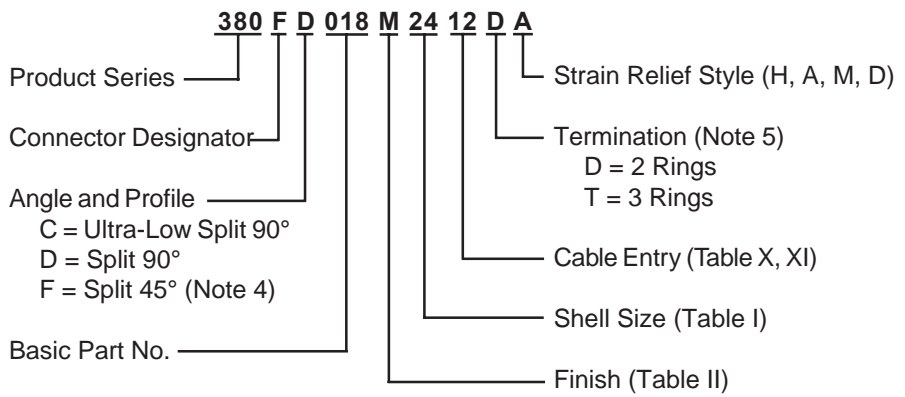 380 F D 018 M 24 12 D A
Product Series
Connector Designator
Angle and Profile
C = Ultra-Low Split 90°
D = Split 90°
F = Split 45° (Note 4)
Basic Part No.
Strain Relief Style (H, A, M, D)
Termination (Note 5)
D = 2 Rings
T = 3 Rings
Cable Entry (Table X, XI)
Shell Size (Table I)
Finish (Table II)